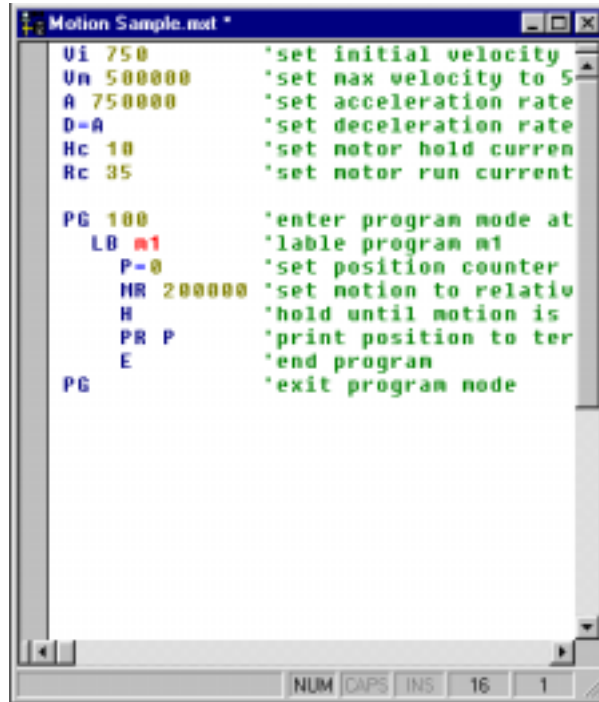 Motion Sample.mxt *
Vi 750 'set initial velocity
Vm 500000 'set max velocity to 5
A 750000 'set acceleration rate
D=A 'set deceleration rate
Hc 10 'set motor hold curren
Rc 35 'set motor run current
PG 100 'enter program mode at
LB m1 'lable program m1
P=0 'set position counter
MR 200000 'set motion to relativ
H 'hold until motion is
PR P 'print position to ter
E 'end program
PG 'exit program mode
NUM CAPS INS 16 1